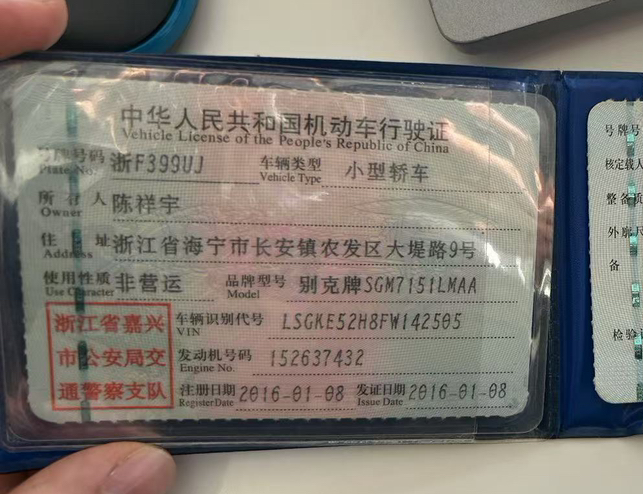 中华人民共和国机动车行驶证
Vehicle License of the People's Republic of China
号牌号码 浙F399UJ 车辆类型 小型轿车
Plate No. Vehicle Type
所有人 陈祥宇
Owner
住址 浙江省海宁市长安镇农发区大堤路9号
Address
使用性质 非营运 品牌型号 别克牌SGM7151LMAA
Use Character Model
浙江省嘉兴
市公安局交
通警察支队
车辆识别代号 LSGKE52H8FW142505
VIN
发动机号码 152637432
Engine No.
注册日期 2016-01-08 发证日期 2016-01-08
Register Date Issue Date
号牌号
核定载人
整备质
外廓尺
备
检验